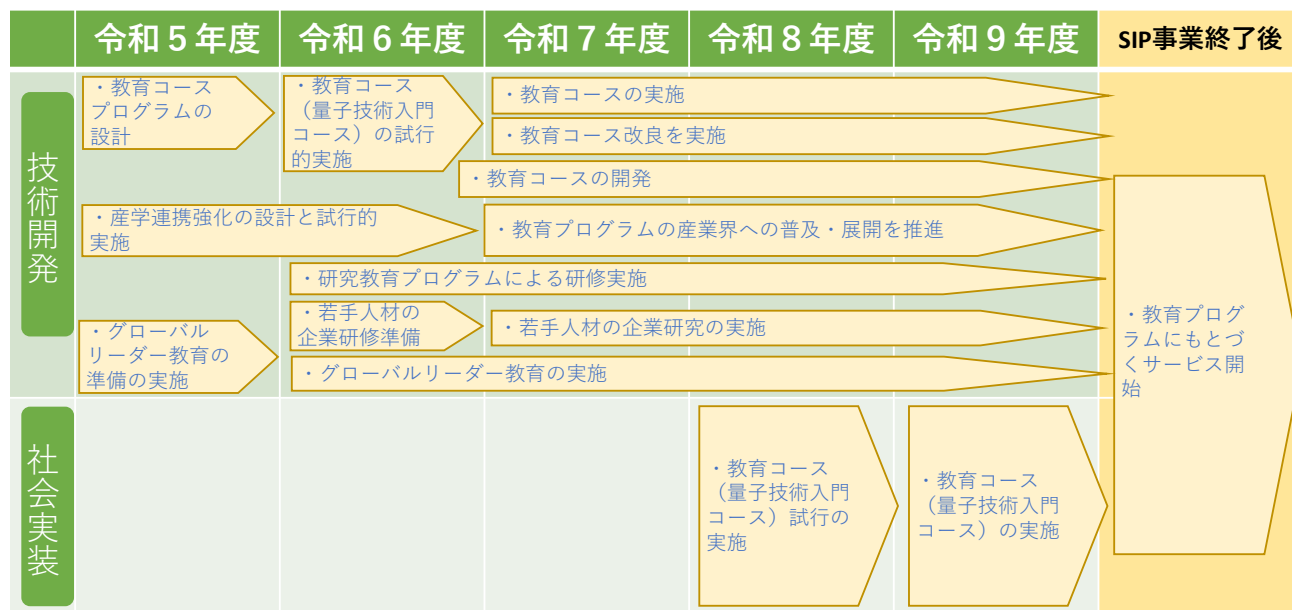 令和５年度
令和６年度
令和７年度
令和８年度
令和９年度
SIP事業終了後
技術開発
・教育コース
プログラムの
設計
・教育コース
（量子技術入門
コース）の試行
的実施
・教育コースの実施
・教育コース改良を実施
・教育コースの開発
・産学連携強化の設計と試行的
実施
・教育プログラムの産業界への普及・展開を推進
・研究教育プログラムによる研修実施
・グローバル
リーダー教育の
準備の実施
・若手人材の
企業研修準備
・若手人材の企業研究の実施
・グローバルリーダー教育の実施
・教育プログ
ラムにもとづ
くサービス開
始
社会実装
・教育コース
（量子技術入門
コース）試行の
実施
・教育コース
（量子技術入門
コース）の実施